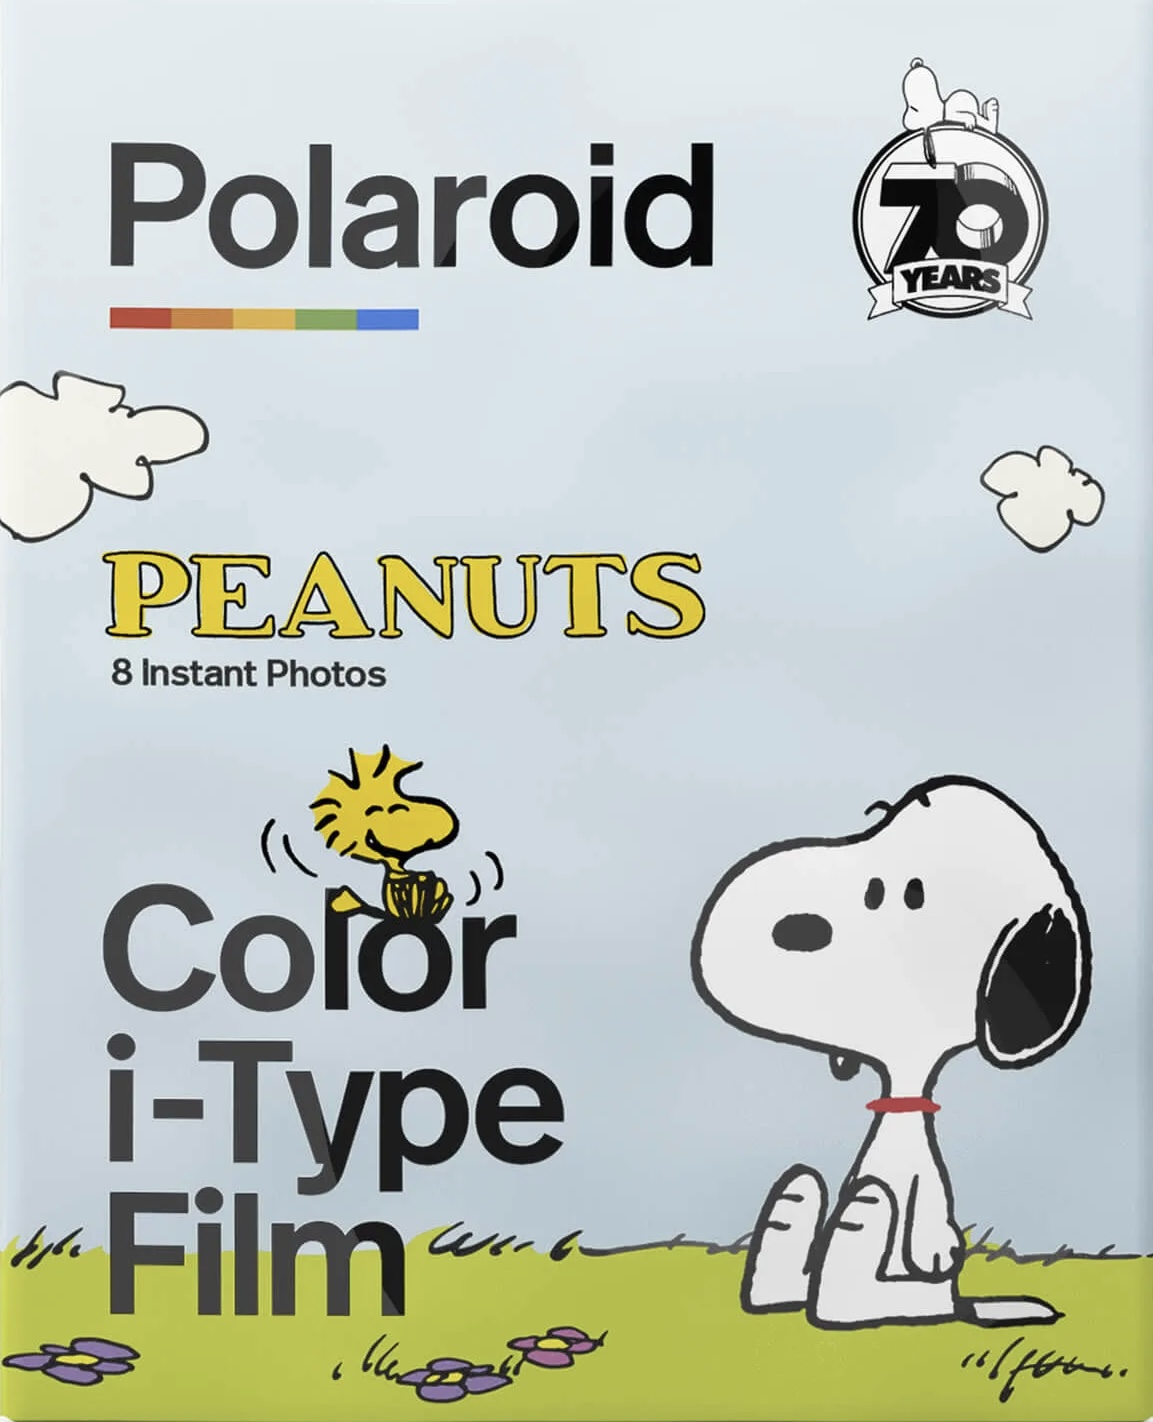 Polaroid
70
YEARS
PEANUTS
8 Instant Photos
Color
i-Type
Film